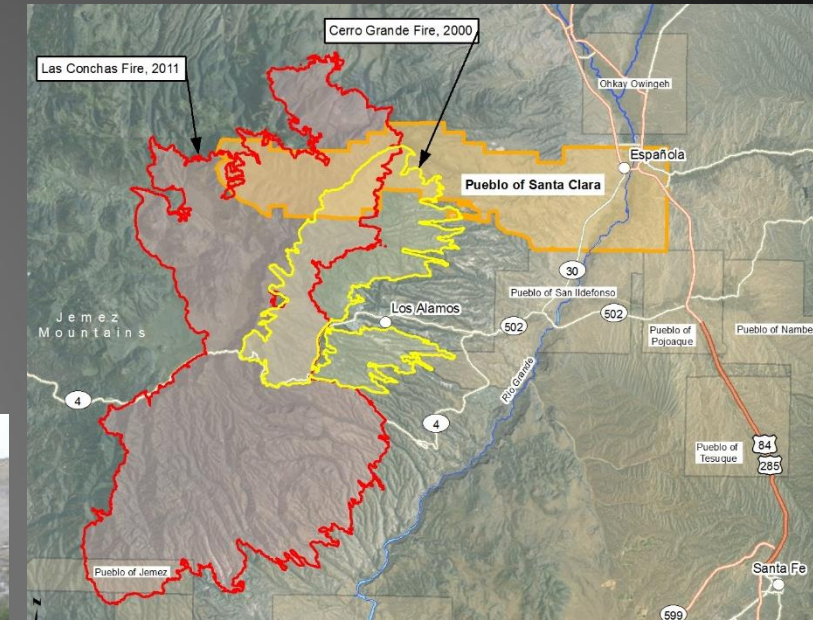 Cerro Grande Fire, 2000
Las Conchas Fire, 2011
Ohkay Owingeh
Española
Pueblo of Santa Clara
30
Pueblo of San Ildefonso
Jemez
Mountains
Los Alamos
502
502
Pueblo of
Pojoaque
Pueblo of Nambe
Rio Grande
4
4
Pueblo of
Tesuque
84
285
Pueblo of Jemez
Santa Fe
599